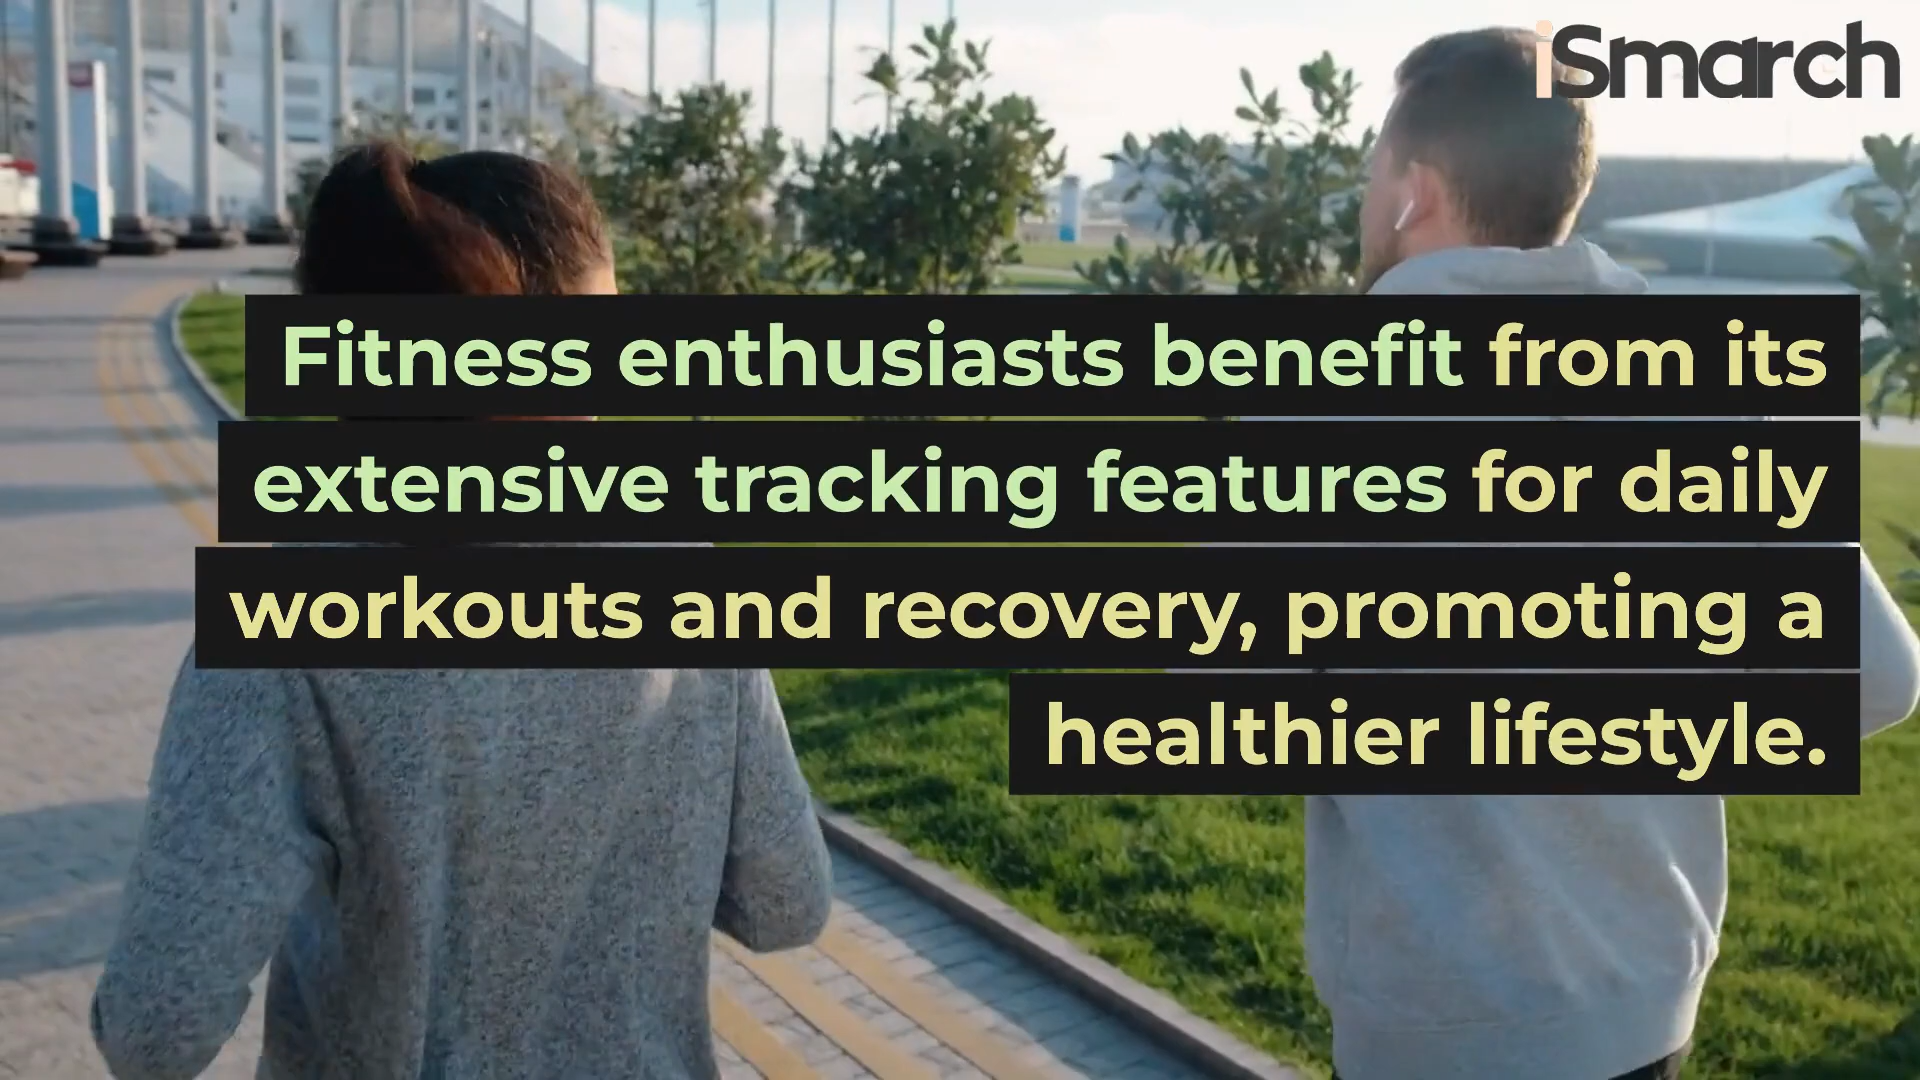 iSmarch
Fitness enthusiasts benefit from its
extensive tracking features for daily
workouts and recovery, promoting a
healthier lifestyle.